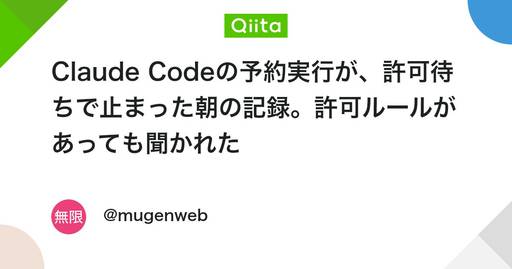 Qiita
Claude Codeの予約実行が、許可待
ちで止まった朝の記録。許可ルールが
あっても聞かれた
無限
@mugenweb